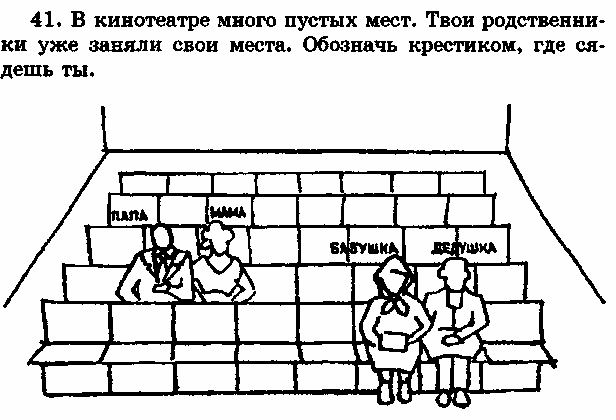 41. В кинотеатре много пустых мест. Твои родственни-
ки уже заняли свои места. Обозначь крестиком, где ся-
дешь ты.
ПАПА МАМА
БАБУШКА ДЕДУШКА